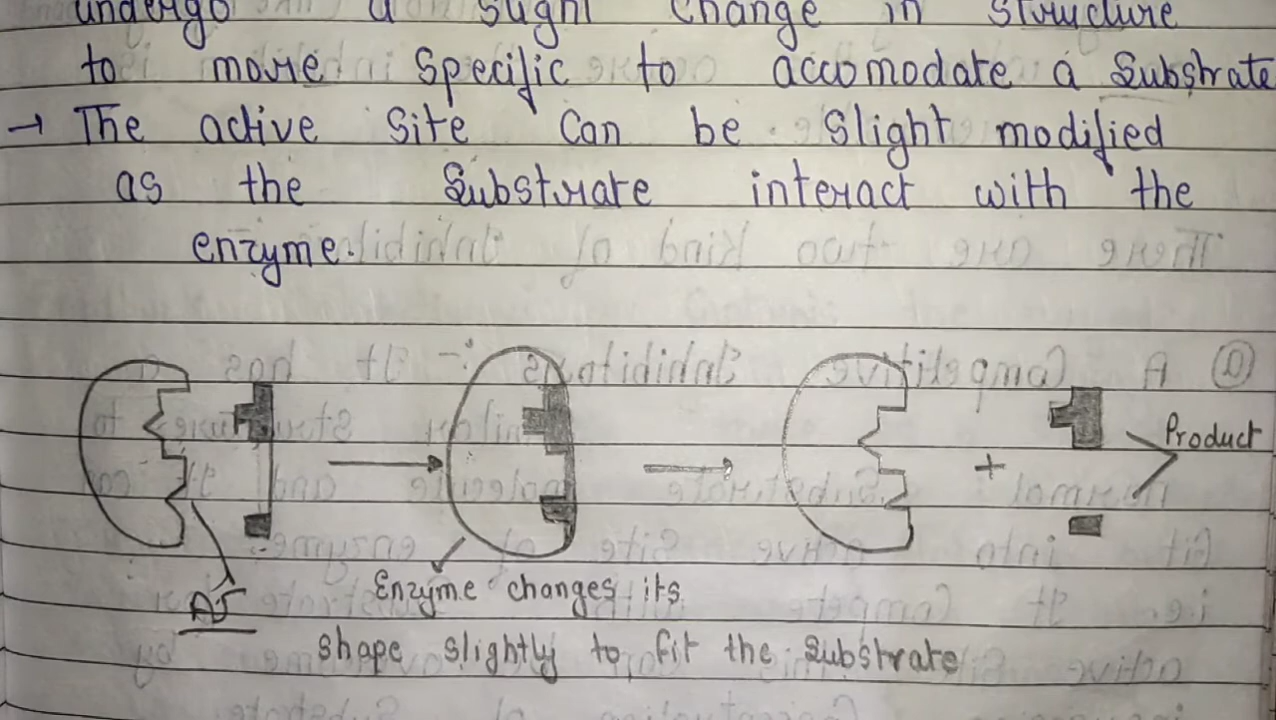 undergo a slight change in structure
to more specific to accomodate a substrate
→ The active site can be slight modified
as the substrate interact with the
enzyme.
+
Product
Enzyme changes its
shape slightly to fit the substrate